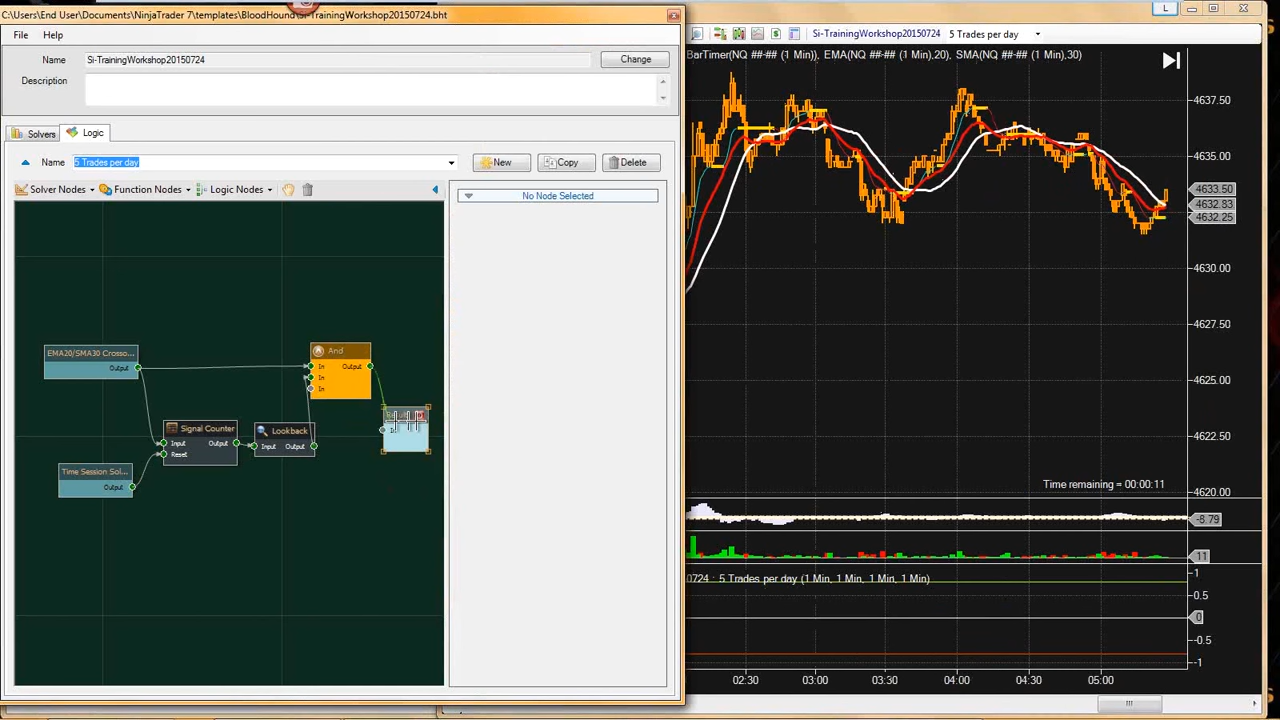 C:\Users\End User\Documents\NinjaTrader 7\templates\BloodHound\Si-TrainingWorkshop20150724.bht
File Help
Name Si-TrainingWorkshop20150724 Change
Description
Solvers Logic
Name 5 Trades per day New Copy Delete
Solver Nodes Function Nodes Logic Nodes
No Node Selected
EMA20/SMA30 Crosso...
Output
And
In Output
In
In
Signal Counter
Input Output
Reset
Lookback
Input Output
Time Session Sol...
Output
L
Si-TrainingWorkshop20150724 5 Trades per day
BarTimer(NQ ##-## (1 Min)), EMA(NQ ##-## (1 Min),20), SMA(NQ ##-## (1 Min),30)
4637.50
4635.00
4633.50
4632.83
4632.25
4630.00
4627.50
4625.00
4622.50
Time remaining = 00:00:11
4620.00
-8.79
11
0724 : 5 Trades per day (1 Min, 1 Min, 1 Min, 1 Min)
1
0.5
0
-0.5
-1
02:30 03:00 03:30 04:00 04:30 05:00